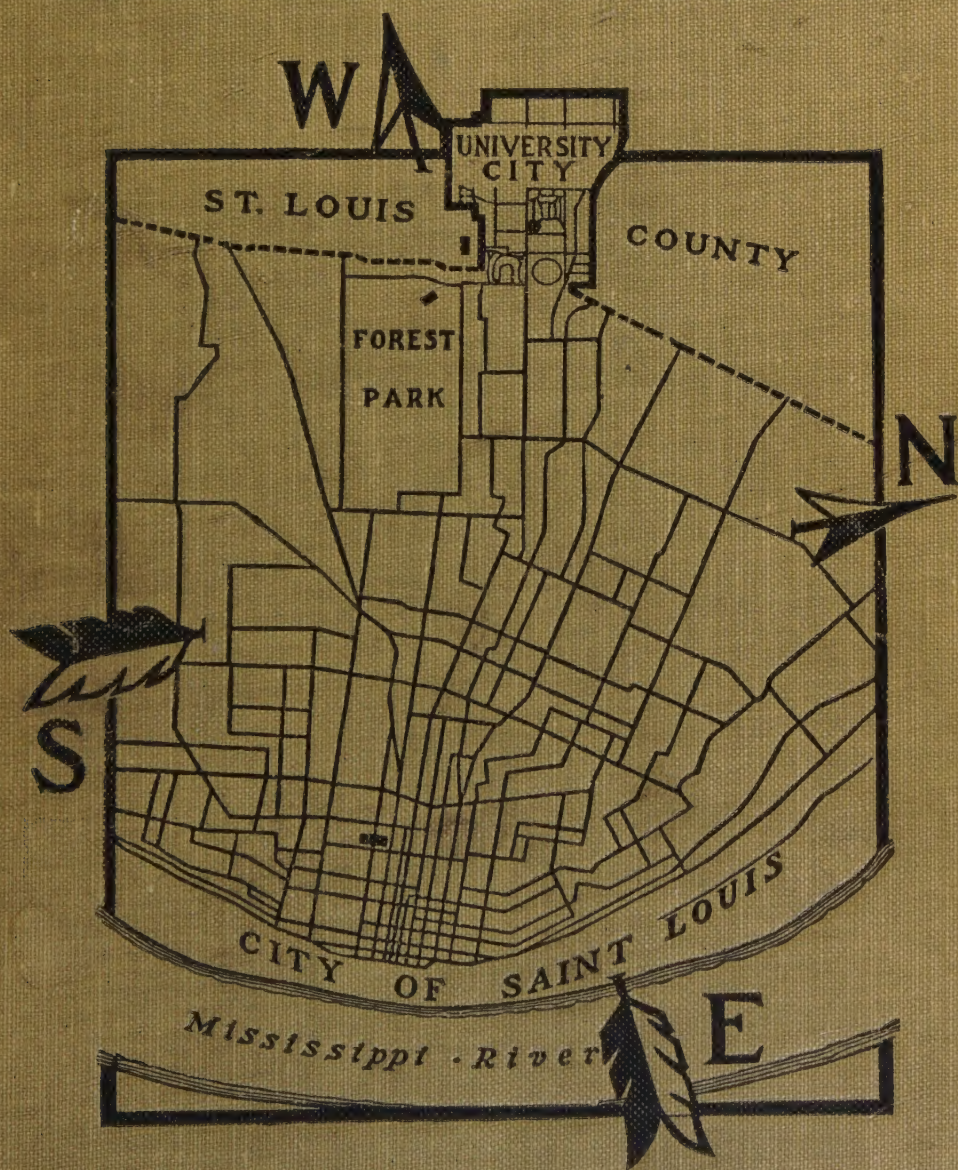 W
UNIVERSITY
CITY
ST. LOUIS
COUNTY
FOREST
PARK
N
S
CITY OF SAINT LOUIS
Mississippi · River
E